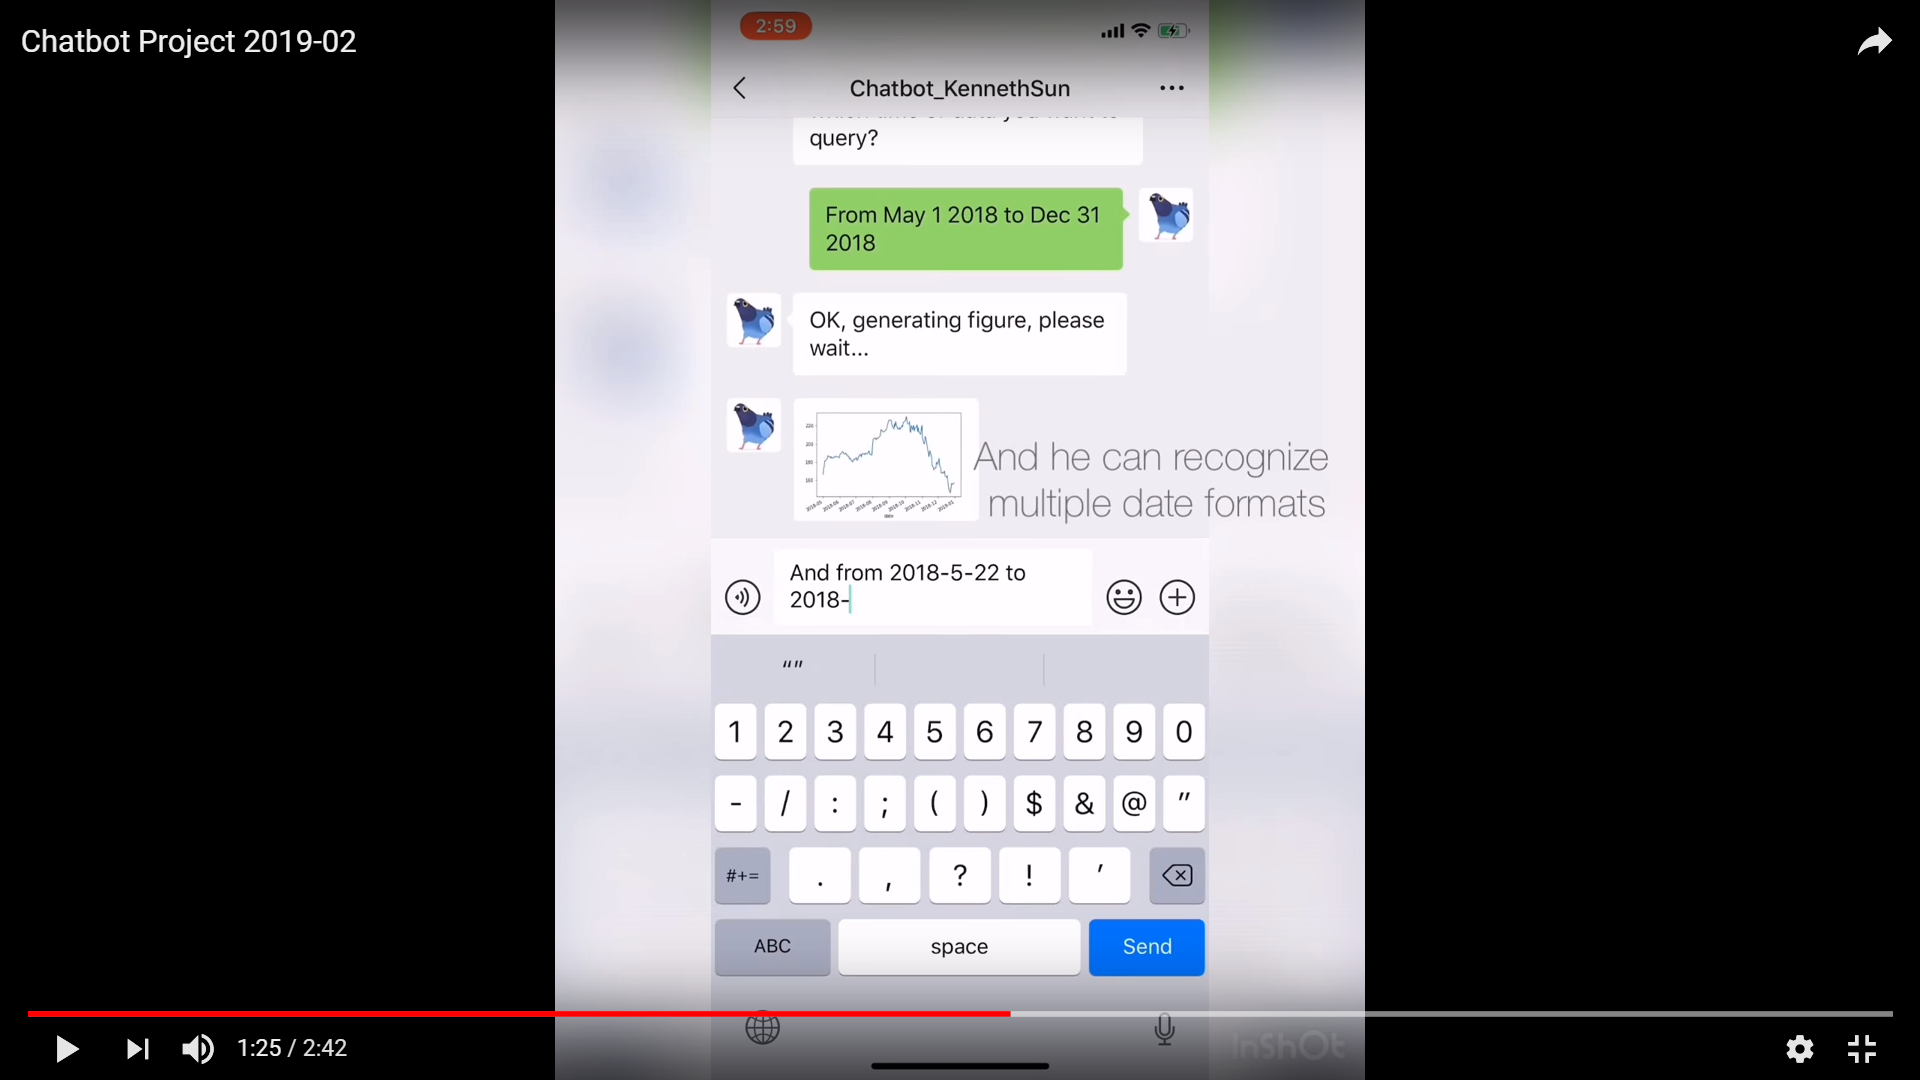 Chatbot Project 2019-02
2:59
Chatbot_KennethSun
query?
From May 1 2018 to Dec 31
2018
OK, generating figure, please
wait...
And he can recognize
multiple date formats
And from 2018-5-22 to
2018-
“”
1 2 3 4 5 6 7 8 9 0
- / : ; ( ) $ & @ "
#+= . , ? ! '
ABC space Send
InShOt
1:25 / 2:42